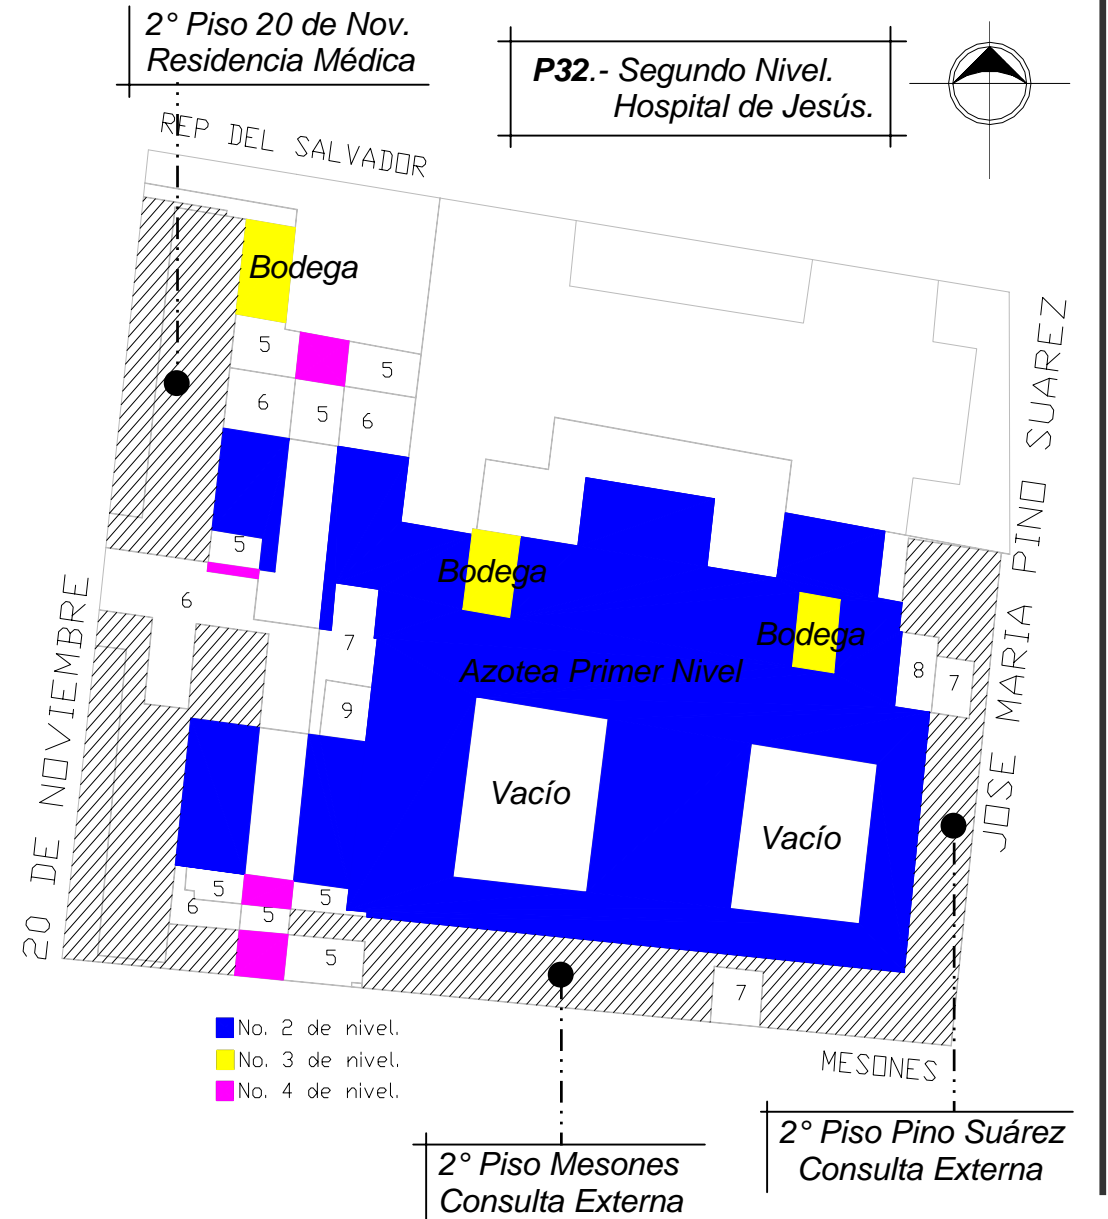 2° Piso 20 de Nov.
Residencia Médica
P32.- Segundo Nivel.
Hospital de Jesús.
REP DEL SALVADOR
Bodega
5
5
6
5
6
JOSE MARIA PINO SUAREZ
5
Bodega
6
Bodega
7
Azotea Primer Nivel
8
7
9
20 DE NOVIEMBRE
Vacío
Vacío
5
5
6
5
5
7
No. 2 de nivel.
No. 3 de nivel.
No. 4 de nivel.
MESONES
2° Piso Mesones
Consulta Externa
2° Piso Pino Suárez
Consulta Externa